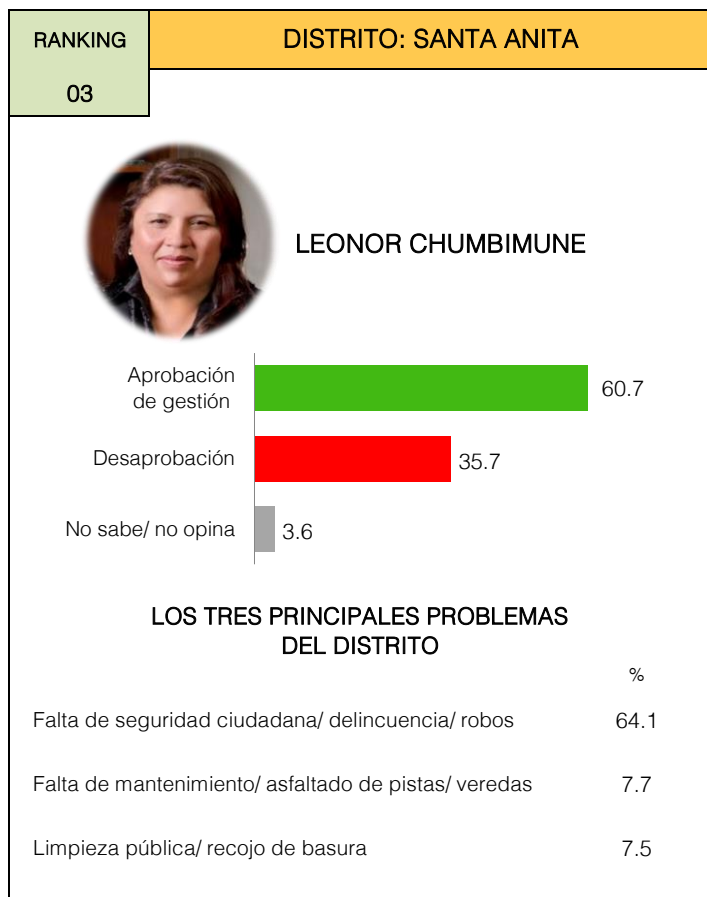 RANKING
03
DISTRITO: SANTA ANITA
LEONOR CHUMBIMUNE
Aprobación
de gestión
60.7
Desaprobación
35.7
No sabe/ no opina
3.6
LOS TRES PRINCIPALES PROBLEMAS
DEL DISTRITO
%
Falta de seguridad ciudadana/ delincuencia/ robos 64.1
Falta de mantenimiento/ asfaltado de pistas/ veredas 7.7
Limpieza pública/ recojo de basura 7.5